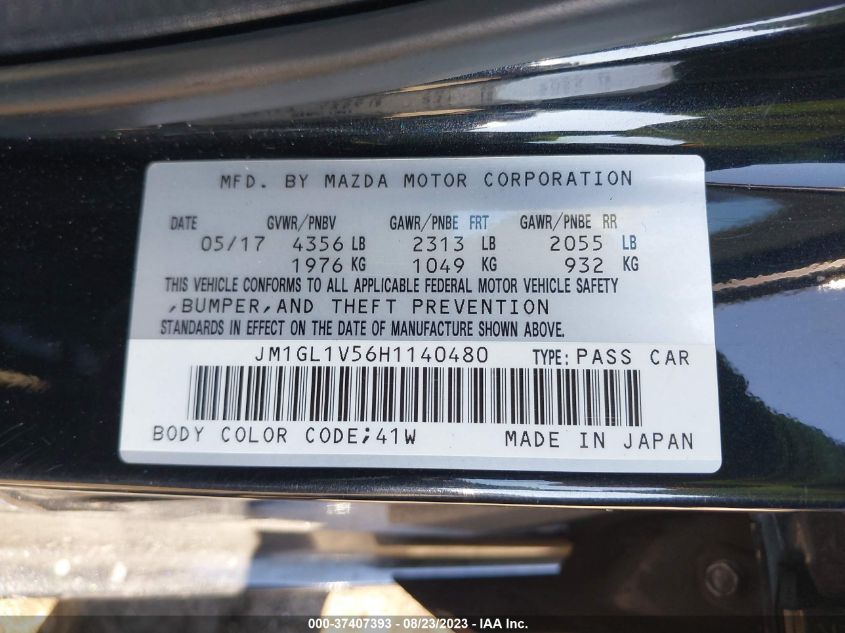 MFD. BY MAZDA MOTOR CORPORATION
DATE GVWR/PNBV GAWR/PNBE FRT GAWR/PNBE RR
05/17 4356 LB 2313 LB 2055 LB
1976 KG 1049 KG 932 KG
THIS VEHICLE CONFORMS TO ALL APPLICABLE FEDERAL MOTOR VEHICLE SAFETY
,BUMPER,AND THEFT PREVENTION
STANDARDS IN EFFECT ON THE DATE OF MANUFACTURE SHOWN ABOVE.
JM1GL1V56H1140480 TYPE: PASS CAR
BODY COLOR CODE;41W MADE IN JAPAN
000-37407393 - 08/23/2023 - IAA Inc.